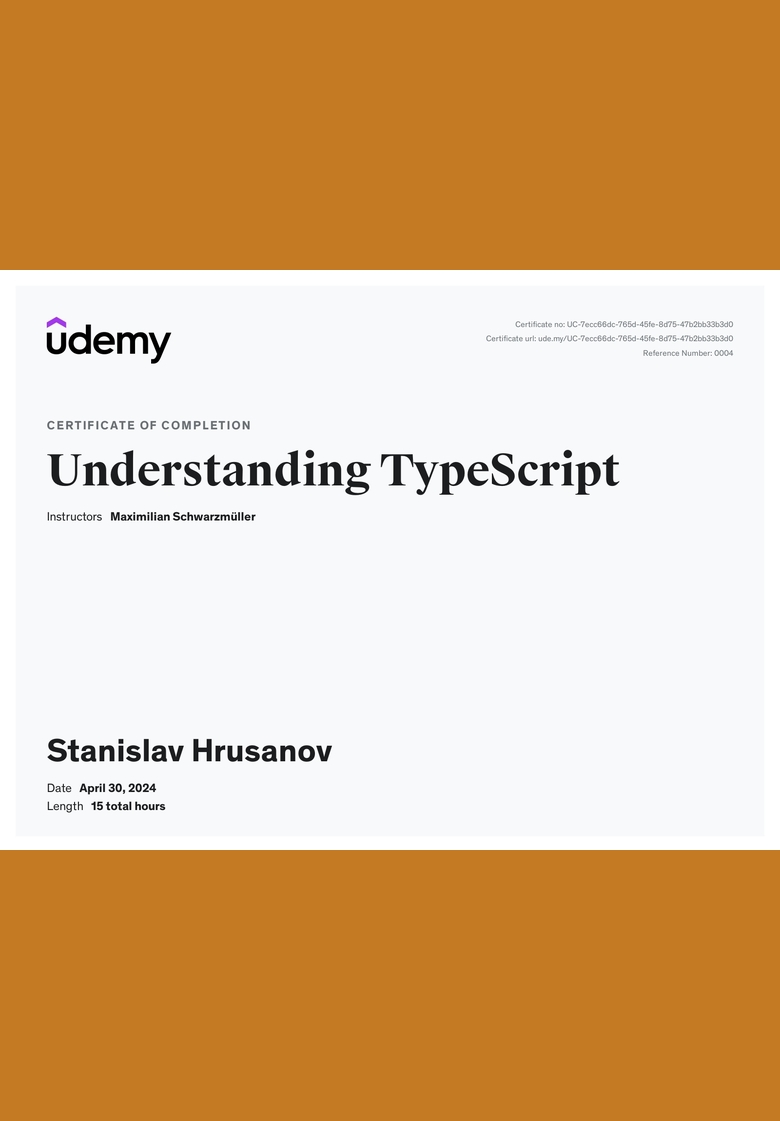 udemy
Certificate no: UC-7ecc66dc-765d-45fe-8d75-47b2bb33b3d0
Certificate url: ude.my/UC-7ecc66dc-765d-45fe-8d75-47b2bb33b3d0
Reference Number: 0004
CERTIFICATE OF COMPLETION
Understanding TypeScript
Instructors Maximilian Schwarzmüller
Stanislav Hrusanov
Date April 30, 2024
Length 15 total hours